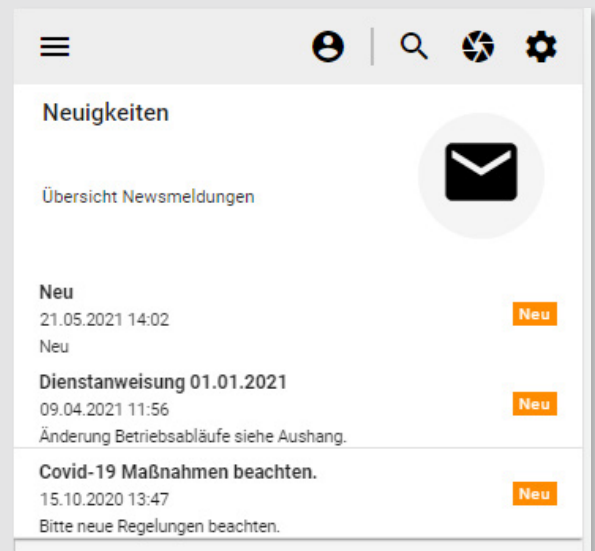 Neuigkeiten
Übersicht Newsmeldungen
Neu
21.05.2021 14:02
Neu
Neu
Dienstanweisung 01.01.2021
09.04.2021 11:56
Neu
Änderung Betriebsabläufe siehe Aushang.
Covid-19 Maßnahmen beachten.
15.10.2020 13:47
Neu
Bitte neue Regelungen beachten.